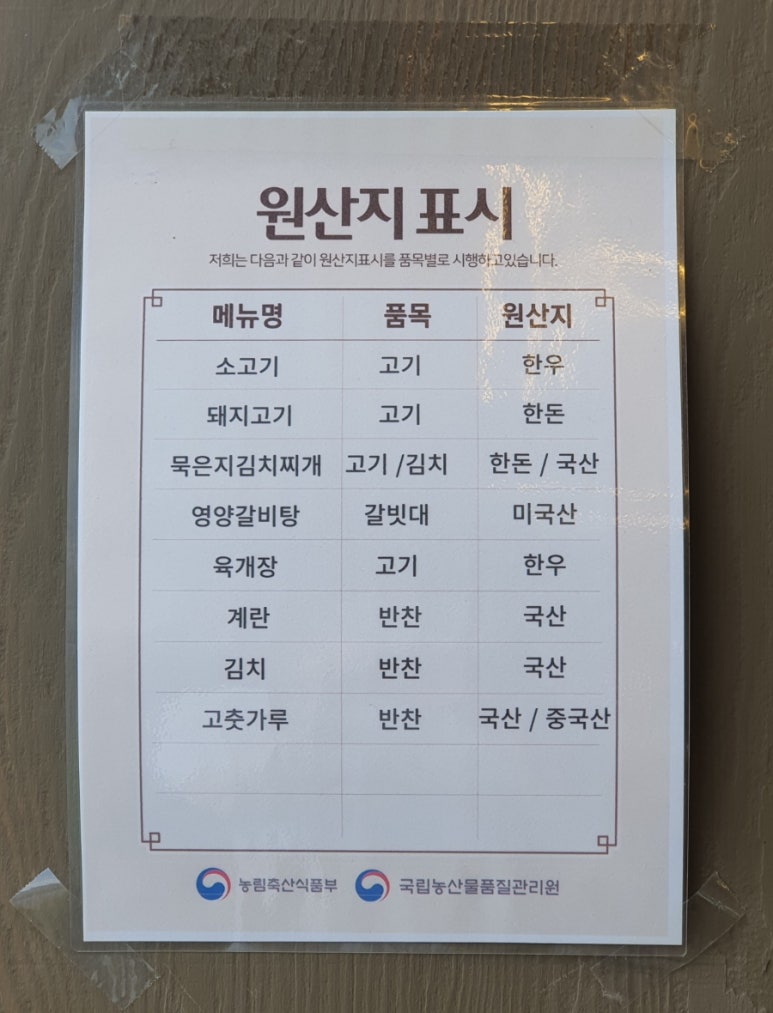 원산지 표시
저희는 다음과 같이 원산지표시를 품목별로 시행하고있습니다.
메뉴명 품목 원산지
소고기 고기 한우
돼지고기 고기 한돈
묵은지김치찌개 고기 /김치 한돈 / 국산
영양갈비탕 갈빗대 미국산
육개장 고기 한우
계란 반찬 국산
김치 반찬 국산
고춧가루 반찬 국산 / 중국산
농림축산식품부 국립농산물품질관리원